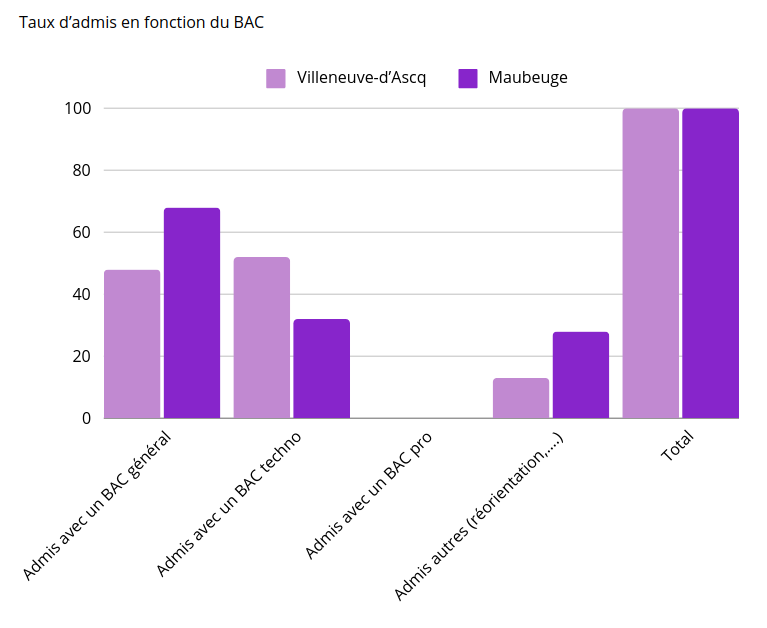 Taux d’admis en fonction du BAC
Villeneuve-d’Ascq
Maubeuge
100
80
60
40
20
0
Admis avec un BAC général
Admis avec un BAC techno
Admis avec un BAC pro
Admis autres (réorientation,....)
Total